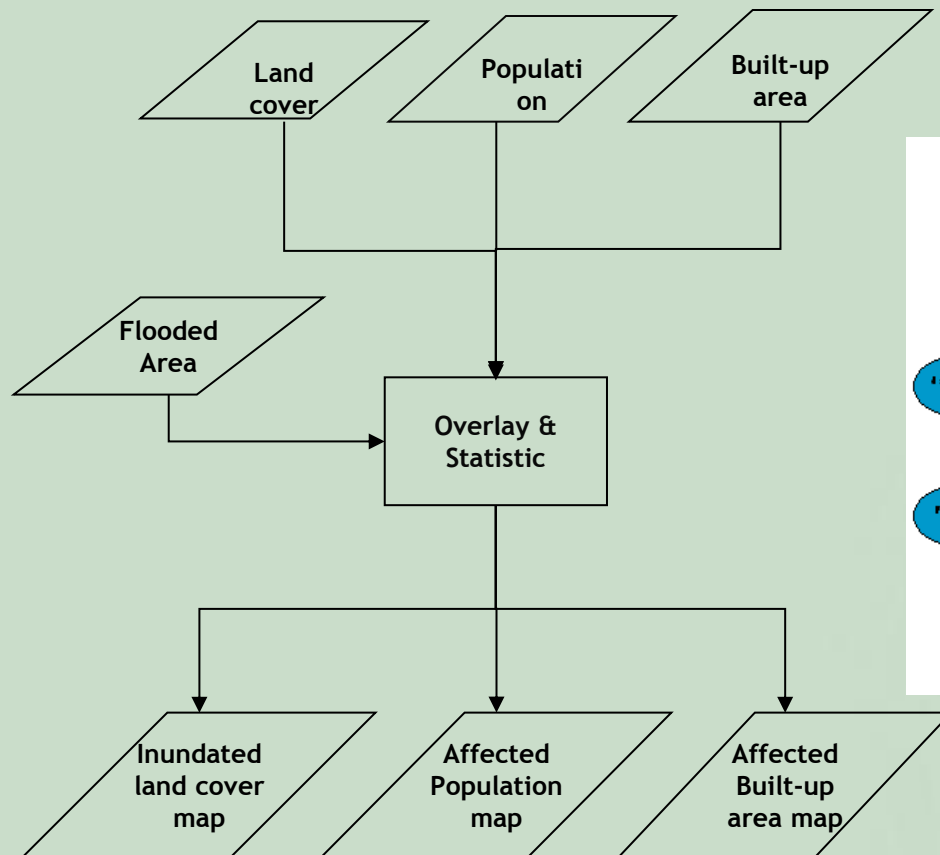 Land
cover
Populati
on
Built-up
area
Flooded
Area
Overlay &
Statistic
Inundated
land cover
map
Affected
Population
map
Affected
Built-up
area map